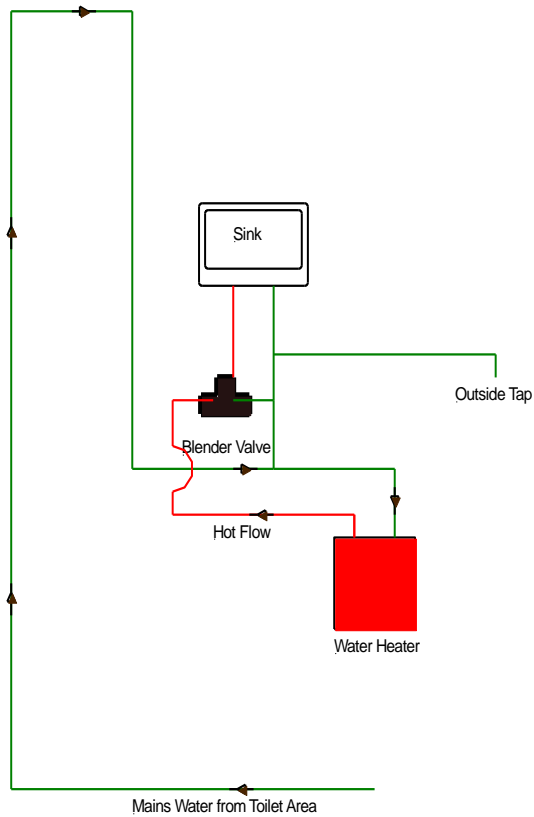 Sink
Outside Tap
Blender Valve
Hot Flow
Water Heater
Mains Water from Toilet Area